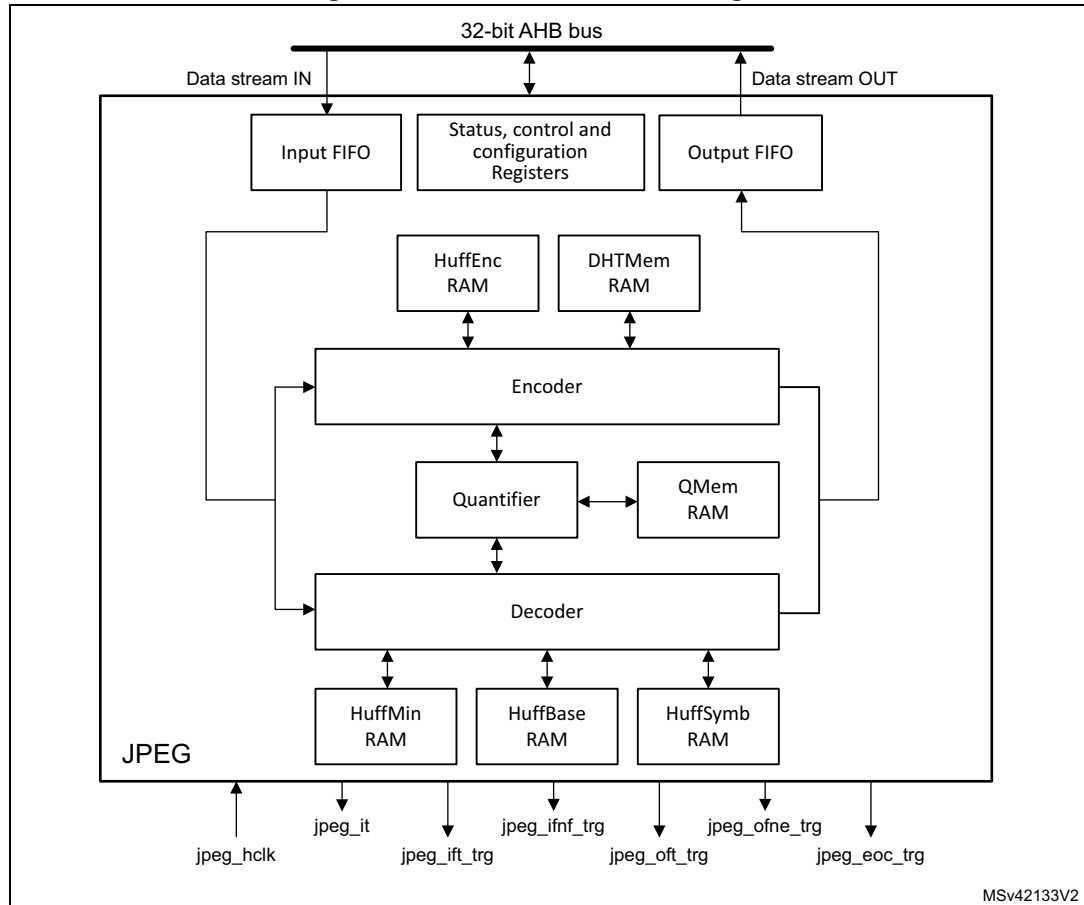 32-bit AHB bus
Data stream IN
Data stream OUT
Input FIFO
Status, control and
configuration
Registers
Output FIFO
HuffEnc
RAM
DHTMem
RAM
Encoder
Quantifier
QMem
RAM
Decoder
HuffMin
RAM
HuffBase
RAM
HuffSymb
RAM
JPEG
jpeg_hclk
jpeg_it
jpeg_ift_trg
jpeg_ifnf_trg
jpeg_oft_trg
jpeg_ofne_trg
jpeg_eoc_trg
MSv42133V2